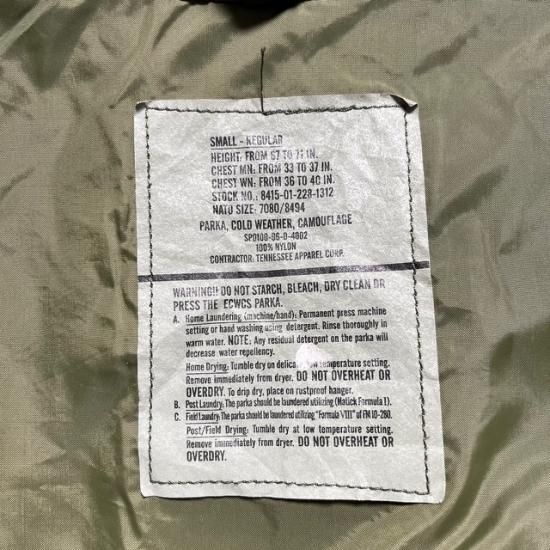 SMALL - REGULAR
HEIGHT: FROM 67 TO 71 IN.
CHEST MN: FROM 33 TO 37 IN.
CHEST WN: FROM 36 TO 40 IN.
STOCK NO.: 8415-01-228-1312
NATO SIZE: 7080/8494
PARKA, COLD WEATHER, CAMOUFLAGE
SPO100-96-D-4002
100% NYLON
CONTRACTOR: TENNESSEE APPAREL CORP.
WARNING!! DO NOT STARCH, BLEACH, DRY CLEAN OR
PRESS THE ECWCS PARKA.
A. Home Laundering (machine/hand): Permanent press machine
setting or hand washing using detergent. Rinse thoroughly in
warm water. NOTE: Any residual detergent on the parka will
decrease water repellency.
Home Drying: Tumble dry on delicate, low temperature setting.
Remove immediately from dryer. DO NOT OVERHEAT OR
OVERDRY. To drip dry, place on rustproof hanger.
B. Post Laundry: The parka should be laundered utilizing (Natick Formula 1).
C. Field Laundry: The parka should be laundered utilizing "Formula VIII" of FM 10-280.
Post/Field Drying: Tumble dry at low temperature setting.
Remove immediately from dryer. DO NOT OVERHEAT OR
OVERDRY.